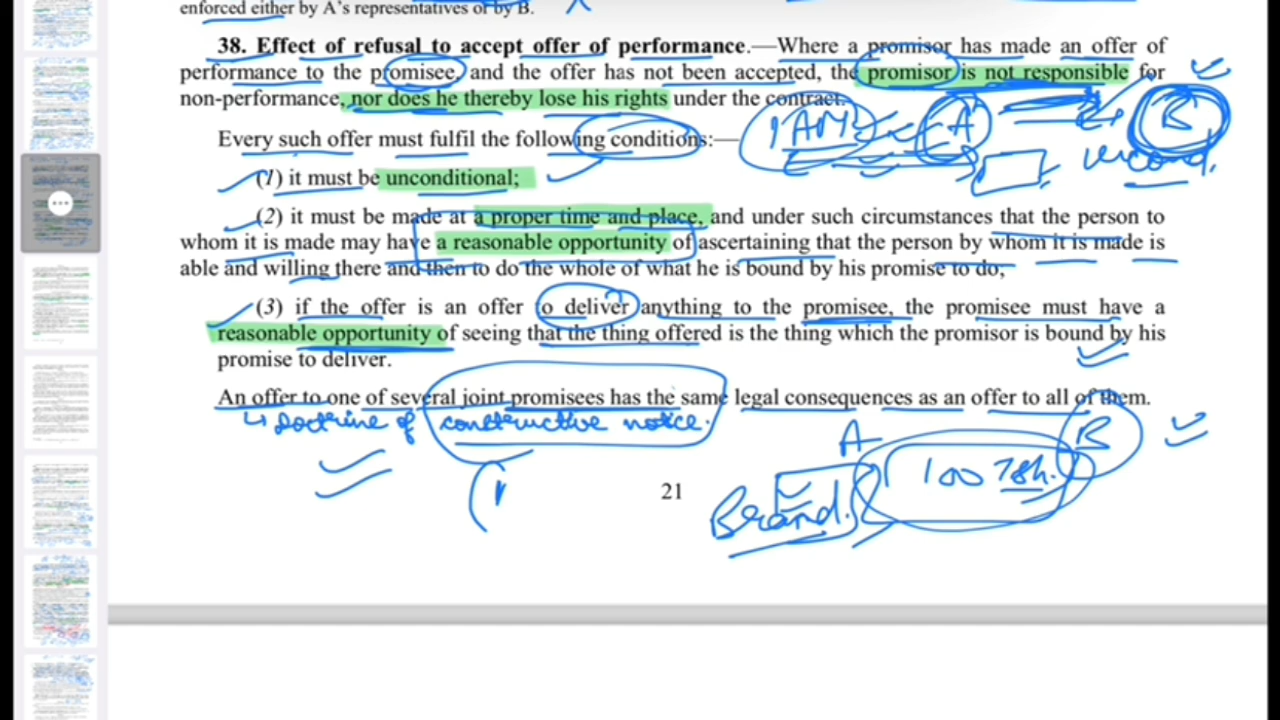 enforced either by A's representatives or by B.
38. Effect of refusal to accept offer of performance.—Where a promisor has made an offer of
performance to the promisee, and the offer has not been accepted, the promisor is not responsible for
non-performance, nor does he thereby lose his rights under the contract.
1 AM
A
B
Every such offer must fulfil the following conditions:—
uncond.
(1) it must be unconditional;
(2) it must be made at a proper time and place, and under such circumstances that the person to
whom it is made may have a reasonable opportunity of ascertaining that the person by whom it is made is
able and willing there and then to do the whole of what he is bound by his promise to do;
(3) if the offer is an offer to deliver anything to the promisee, the promisee must have a
reasonable opportunity of seeing that the thing offered is the thing which the promisor is bound by his
promise to deliver.
An offer to one of several joint promisees has the same legal consequences as an offer to all of them.
Doctrine of constructive notice.
A
B
100 Tsh.
21
Brand.